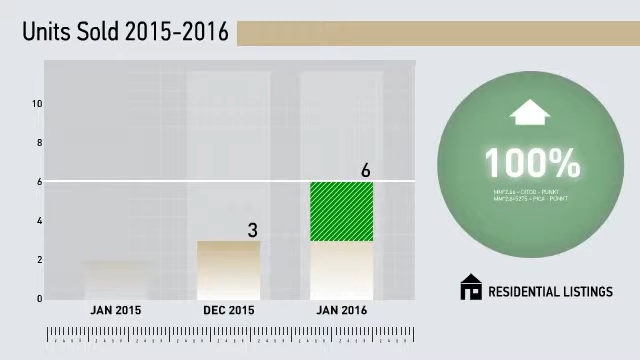 Units Sold 2015-2016
10
8
6
4
2
0
3
6
JAN 2015
DEC 2015
JAN 2016
100%
RESIDENTIAL LISTINGS